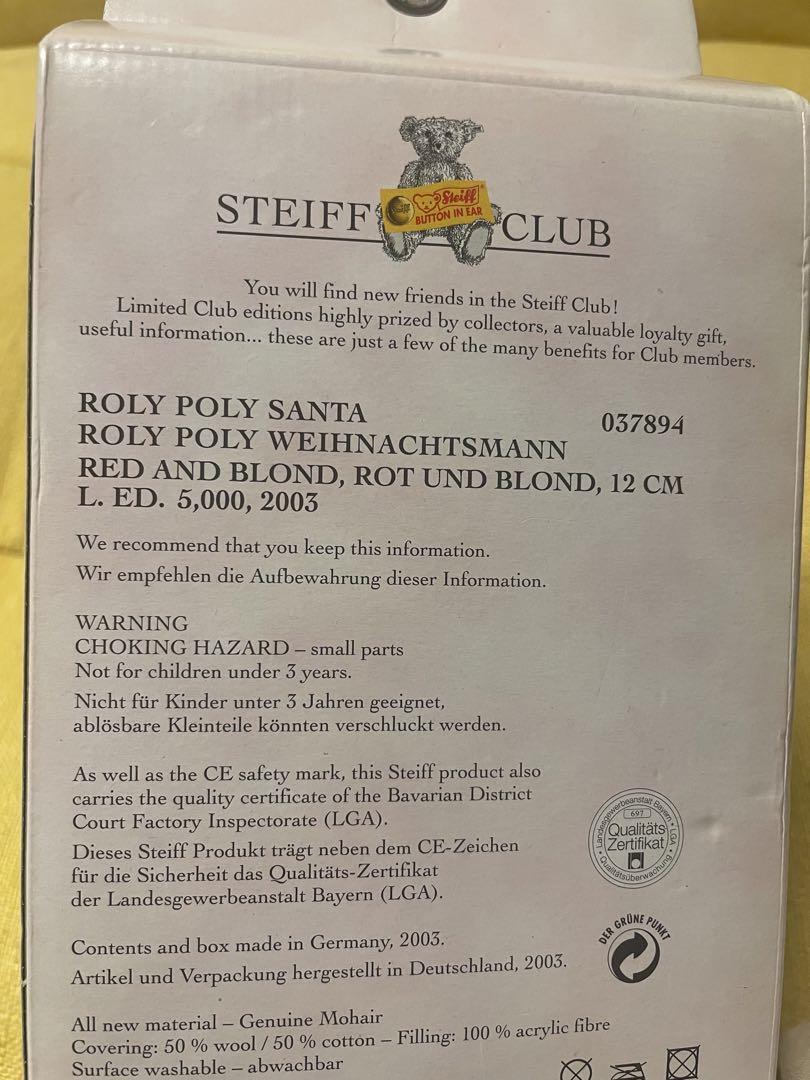 STEIFF CLUB
Steiff
BUTTON IN EAR
You will find new friends in the Steiff Club!
Limited Club editions highly prized by collectors, a valuable loyalty gift,
useful information... these are just a few of the many benefits for Club members.
ROLY POLY SANTA 037894
ROLY POLY WEIHNACHTSMANN
RED AND BLOND, ROT UND BLOND, 12 CM
L. ED. 5,000, 2003
We recommend that you keep this information.
Wir empfehlen die Aufbewahrung dieser Information.
WARNING
CHOKING HAZARD – small parts
Not for children under 3 years.
Nicht für Kinder unter 3 Jahren geeignet,
ablösbare Kleinteile könnten verschluckt werden.
As well as the CE safety mark, this Steiff product also
carries the quality certificate of the Bavarian District
Court Factory Inspectorate (LGA).
Dieses Steiff Produkt trägt neben dem CE-Zeichen
für die Sicherheit das Qualitäts-Zertifikat
der Landesgewerbeanstalt Bayern (LGA).
Landesgewerbeanstalt Bayern • LGA •
697
Qualitäts
Zertifikat
Qualitätsüberwachung
DER GRÜNE PUNKT
Contents and box made in Germany, 2003.
Artikel und Verpackung hergestellt in Deutschland, 2003.
All new material – Genuine Mohair
Covering: 50 % wool / 50 % cotton – Filling: 100 % acrylic fibre
Surface washable – abwachbar